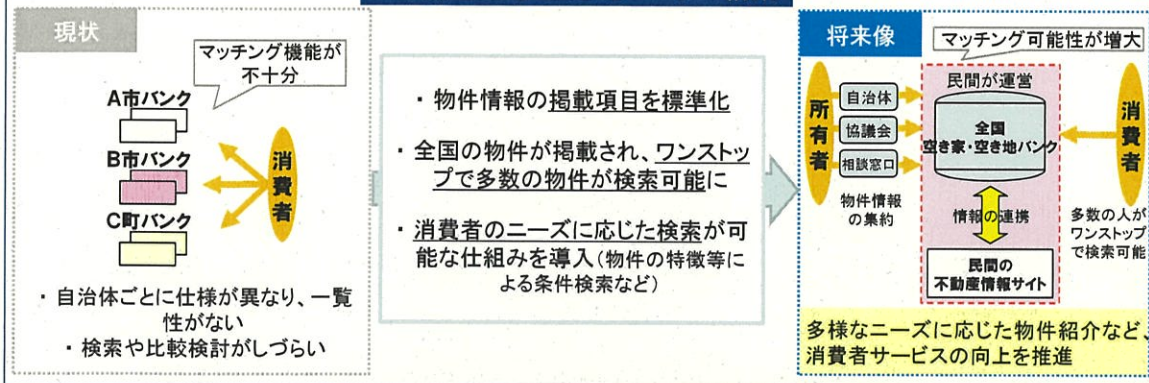 現状
マッチング機能が
不十分
A市バンク
B市バンク
C町バンク
消費者
・自治体ごとに仕様が異なり、一覧
性がない
・検索や比較検討がしづらい
・物件情報の掲載項目を標準化
・全国の物件が掲載され、ワンストッ
プで多数の物件が検索可能に
・消費者のニーズに応じた検索が可
能な仕組みを導入(物件の特徴等に
よる条件検索など)
将来像
マッチング可能性が増大
民間が運営
所有者
自治体
協議会
相談窓口
物件情報
の集約
全国
空き家・空き地バンク
情報の連携
民間の
不動産情報サイト
消費者
多数の人が
ワンストップ
で検索可能
多様なニーズに応じた物件紹介など、
消費者サービスの向上を推進